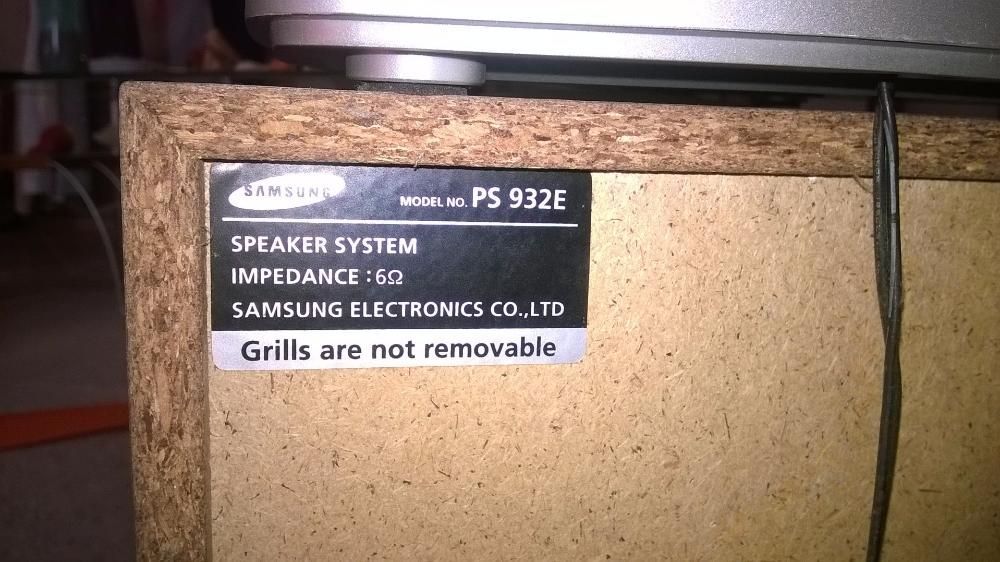 SAMSUNG
MODEL NO. PS 932E
SPEAKER SYSTEM
IMPEDANCE : 6Ω
SAMSUNG ELECTRONICS CO.,LTD
Grills are not removable